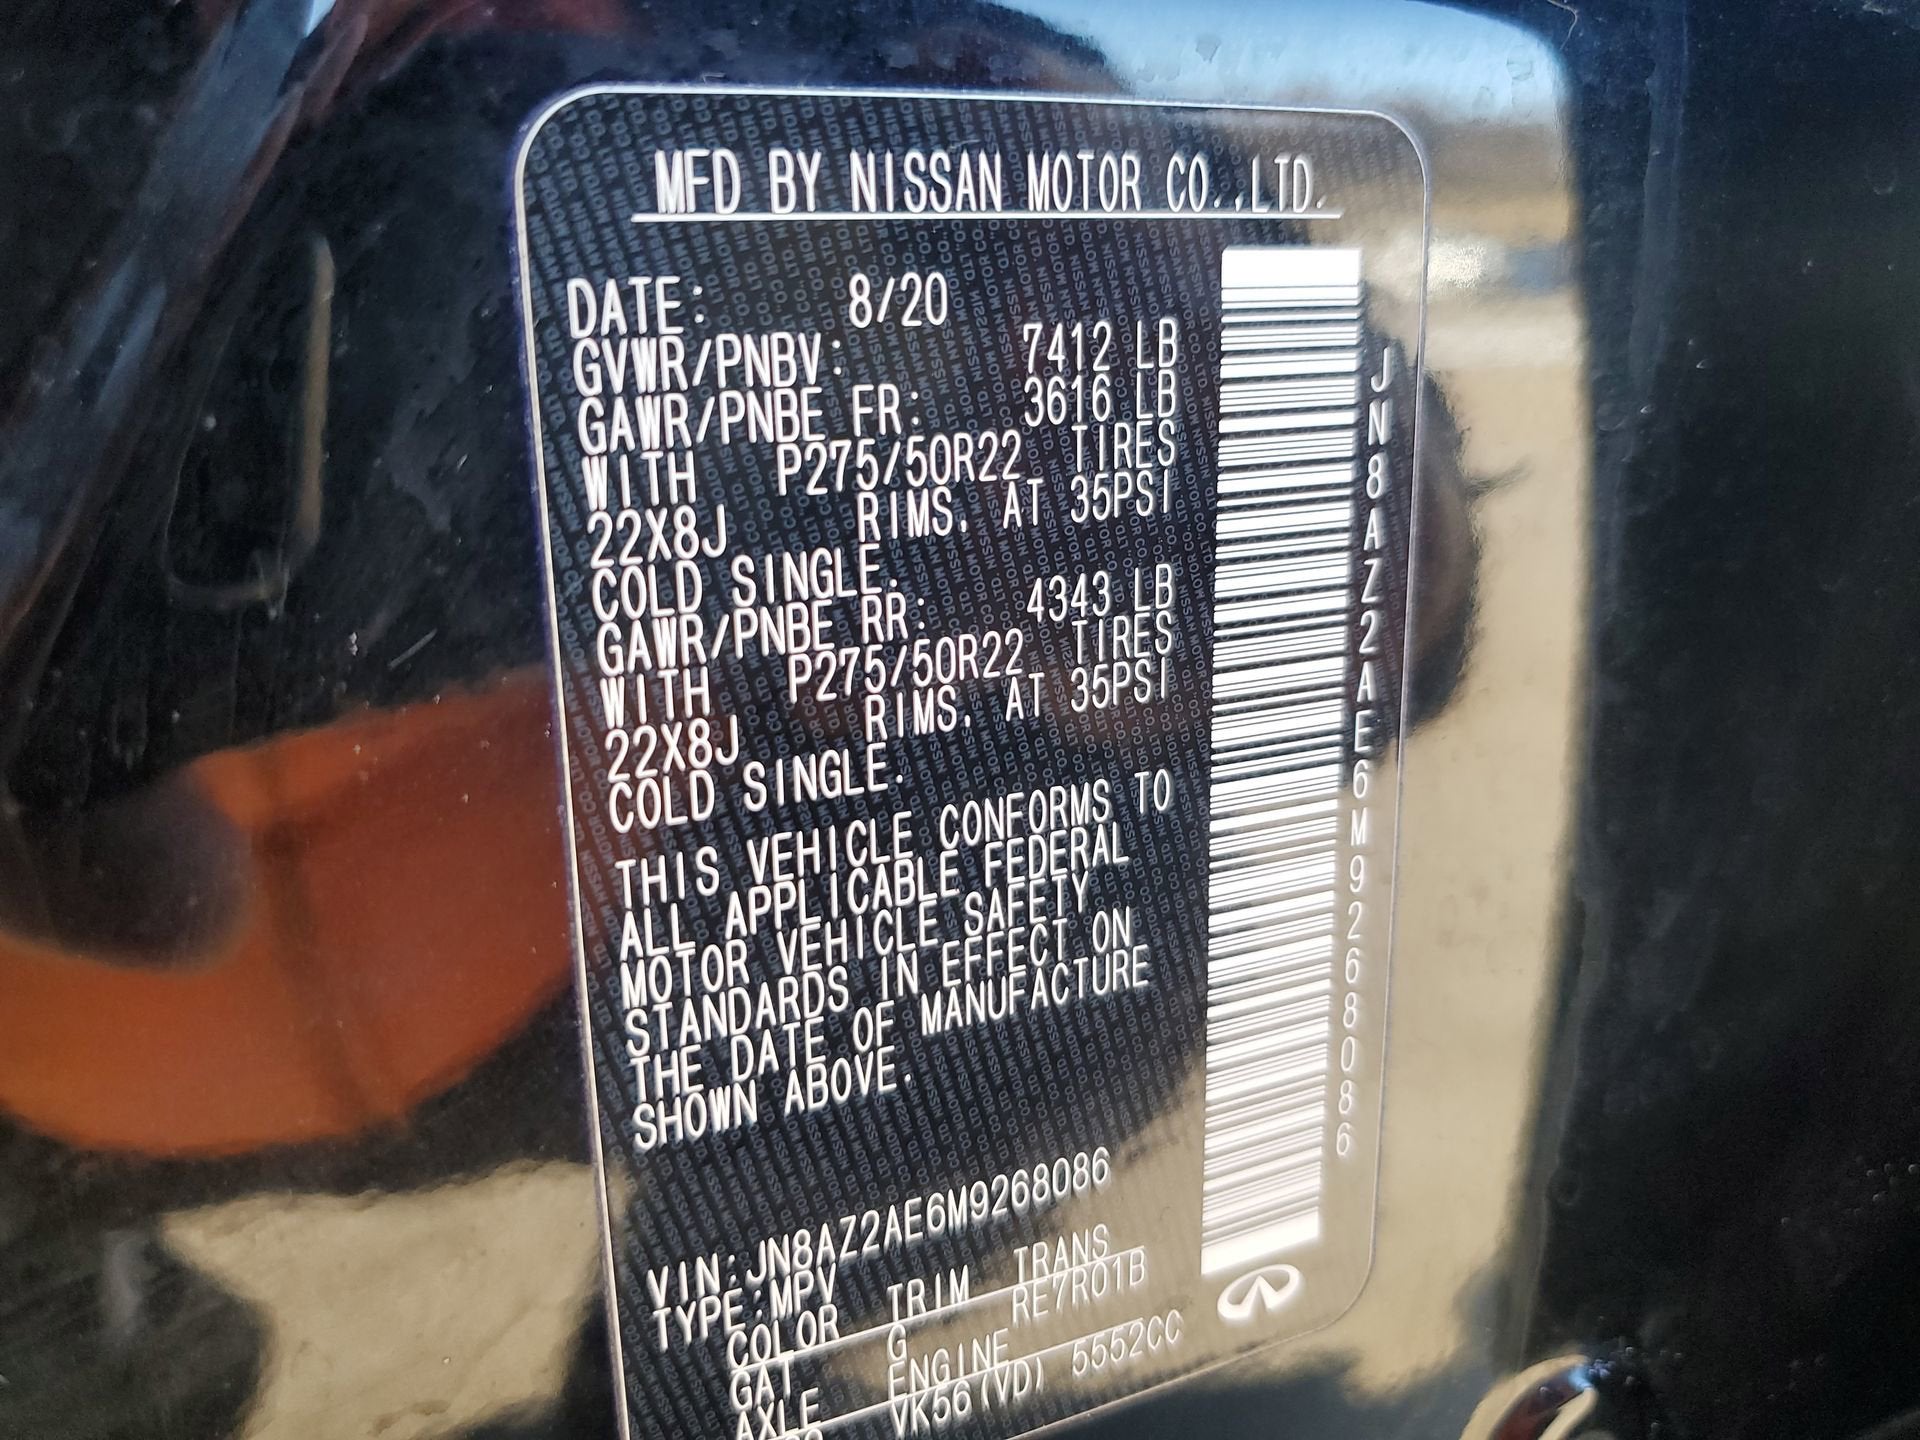 MFD BY NISSAN MOTOR CO.,LTD.
DATE: 8/20
GVWR/PNBV: 7412 LB
GAWR/PNBE FR: 3616 LB
WITH P275/50R22 TIRES
22X8J RIMS, AT 35PSI
COLD SINGLE.
GAWR/PNBE RR: 4343 LB
WITH P275/50R22 TIRES
22X8J RIMS, AT 35PSI
COLD SINGLE.
THIS VEHICLE CONFORMS TO
ALL APPLICABLE FEDERAL
MOTOR VEHICLE SAFETY
STANDARDS IN EFFECT ON
THE DATE OF MANUFACTURE
SHOWN ABOVE.
VIN:JN8AZ2AE6M9268086
TYPE:MPV
COLOR TRIM TRANS
GAT G RE7R01B
AXLE ENGINE
VK56(VD) 5552CC
JN8AZ2AE6M9268086